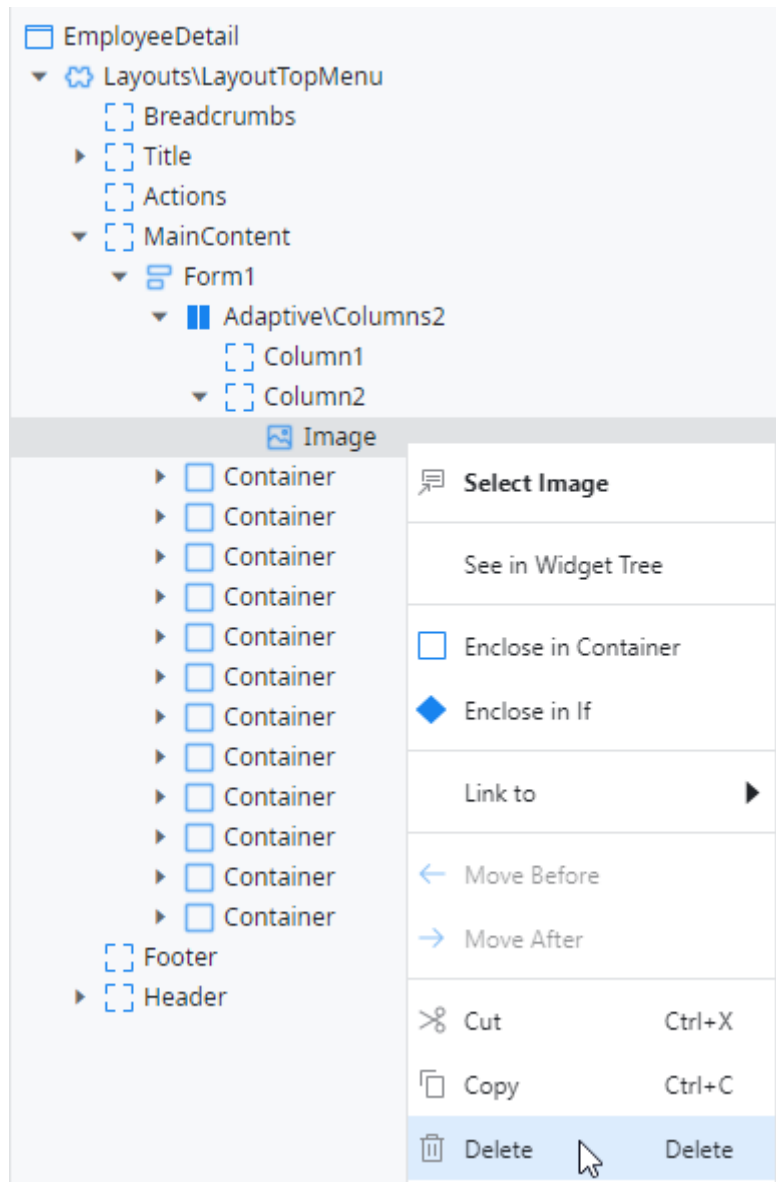 EmployeeDetail
Layouts\LayoutTopMenu
Breadcrumbs
Title
Actions
MainContent
Form1
Adaptive\Columns2
Column1
Column2
Image
Container
Container
Container
Container
Container
Container
Container
Container
Container
Container
Container
Container
Footer
Header
Select Image
See in Widget Tree
Enclose in Container
Enclose in If
Link to
Move Before
Move After
Cut Ctrl+X
Copy Ctrl+C
Delete Delete